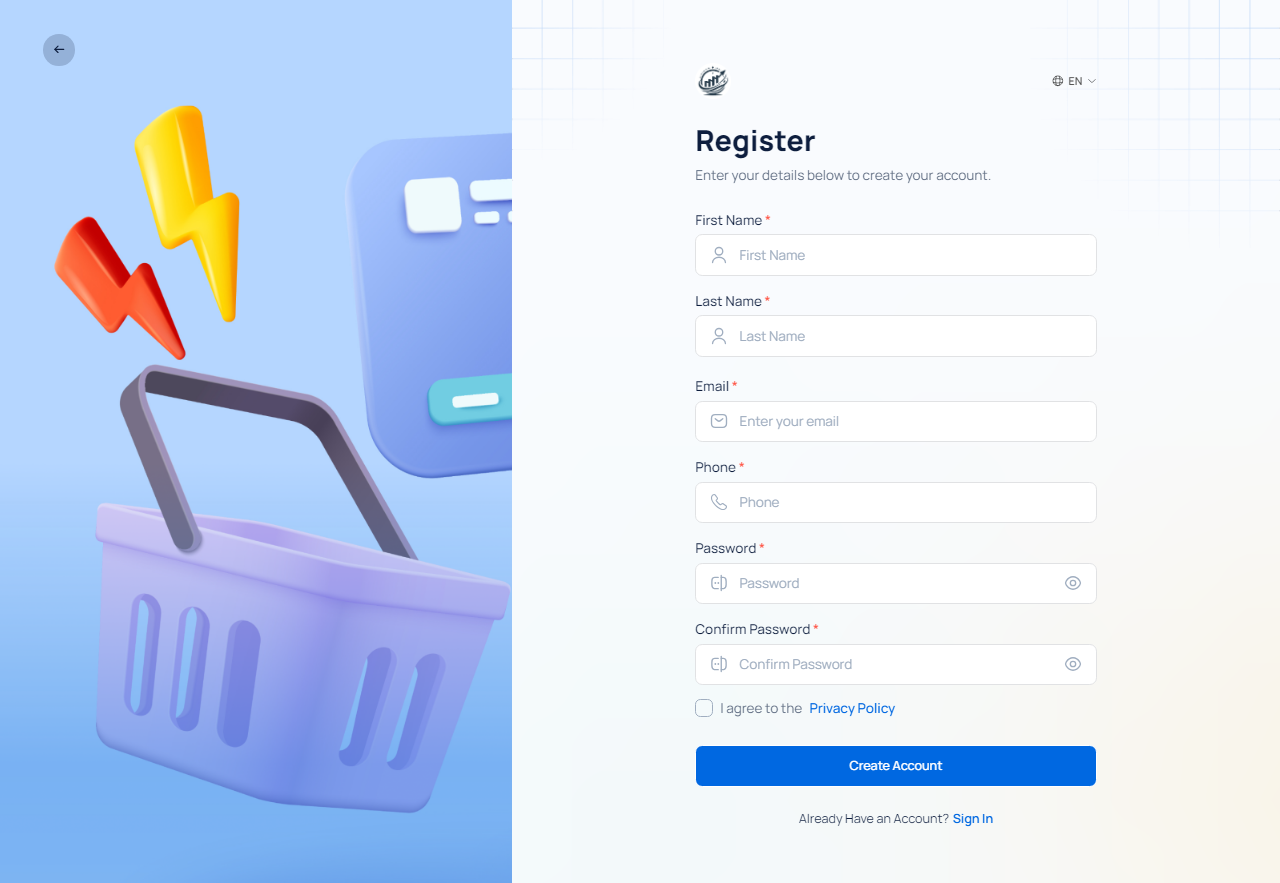 EN
Register
Enter your details below to create your account.
First Name *
First Name
Last Name *
Last Name
Email *
Enter your email
Phone *
Phone
Password *
Password
Confirm Password *
Confirm Password
I agree to the Privacy Policy
Create Account
Already Have an Account? Sign In